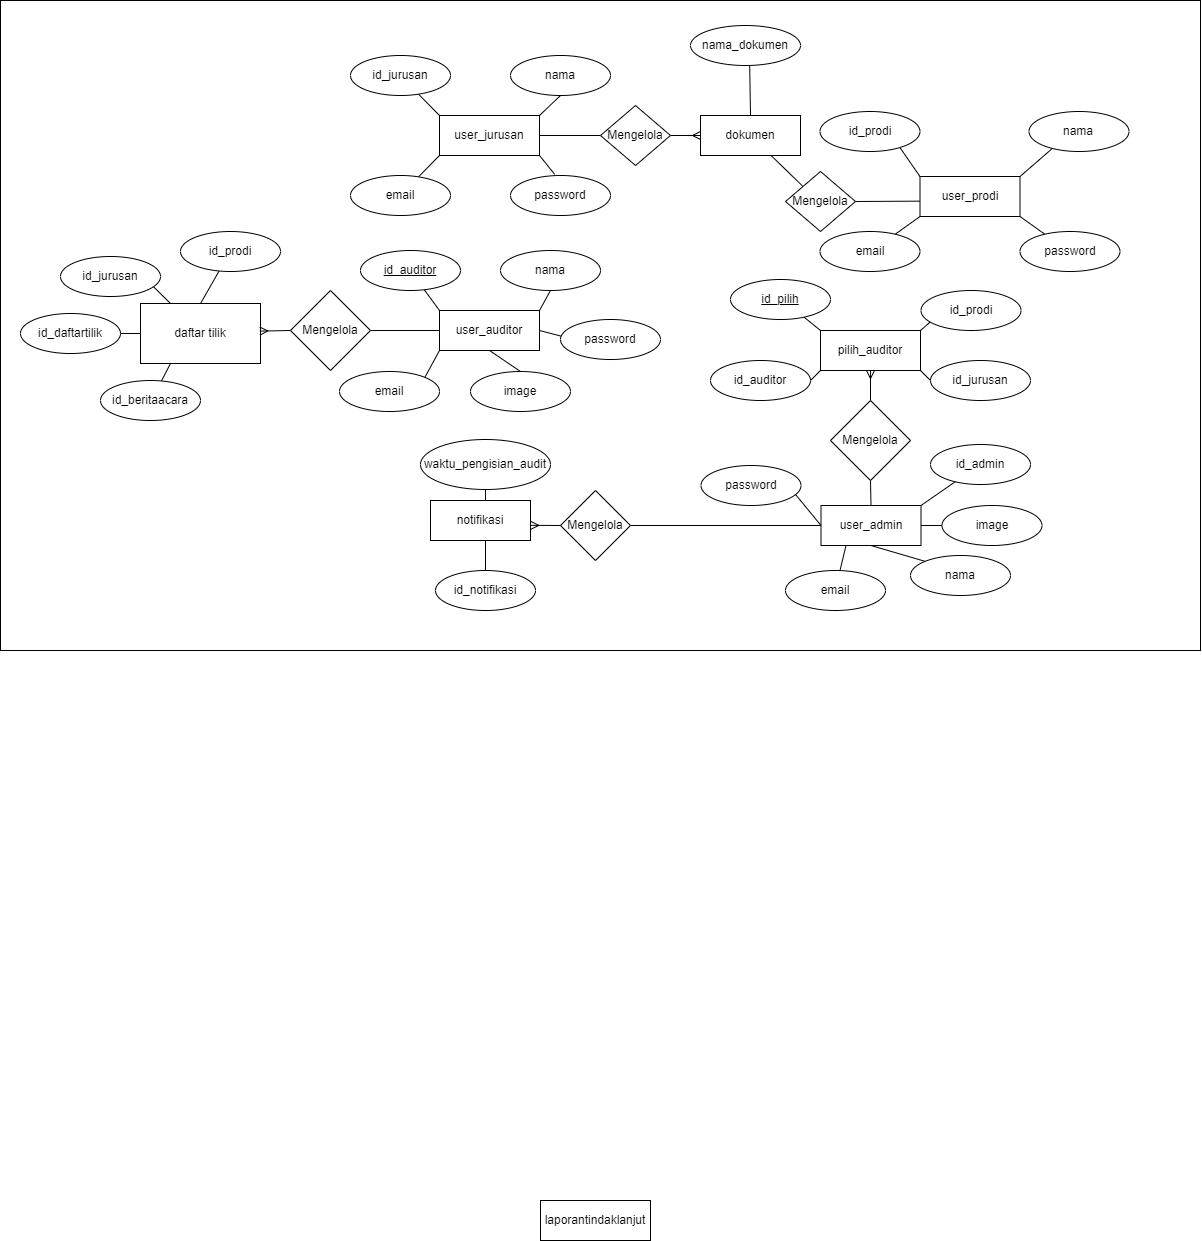 nama_dokumen
id_jurusan
nama
user_jurusan
Mengelola
dokumen
email
password
id_prodi
nama
Mengelola
user_prodi
email
password
id_prodi
id_jurusan
id_daftartilik
daftar tilik
id_beritaacara
Mengelola
id_auditor
nama
user_auditor
password
email
image
id_pilih
id_prodi
pilih_auditor
id_auditor
id_jurusan
Mengelola
waktu_pengisian_audit
notifikasi
id_notifikasi
Mengelola
password
id_admin
user_admin
image
email
nama
laporantindaklanjut